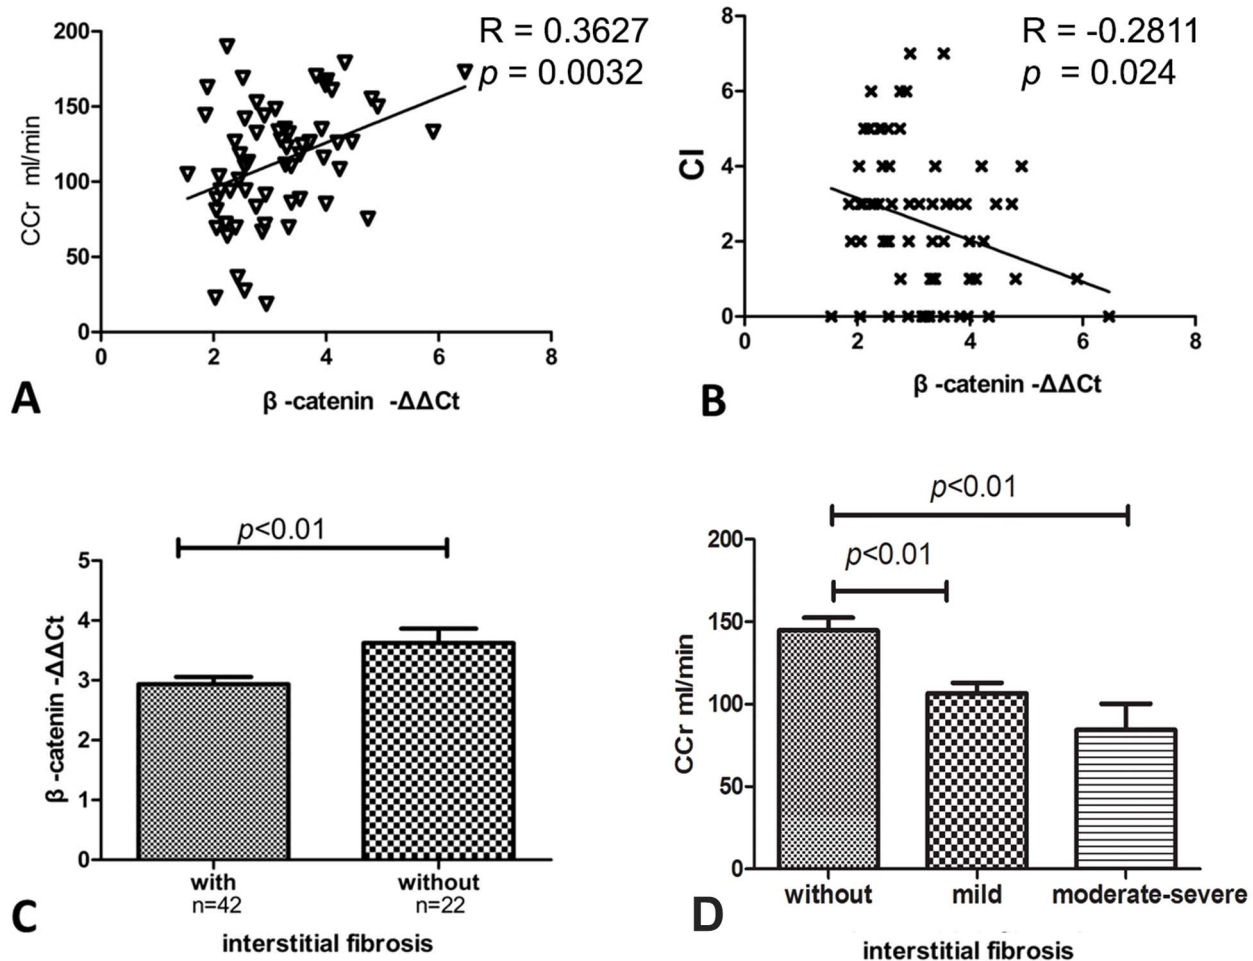 R = 0.3627
p = 0.0032
200
150
100
50
0
CCr ml/min
0 2 4 6 8
β -catenin -ΔΔCt
A
R = -0.2811
p = 0.024
8
6
4
2
0
CI
0 2 4 6 8
β -catenin -ΔΔCt
B
p<0.01
5
4
3
2
1
0
β -catenin -ΔΔCt
with without
n=42 n=22
interstitial fibrosis
C
p<0.01
p<0.01
200
150
100
50
0
CCr ml/min
without mild moderate-severe
interstitial fibrosis
D